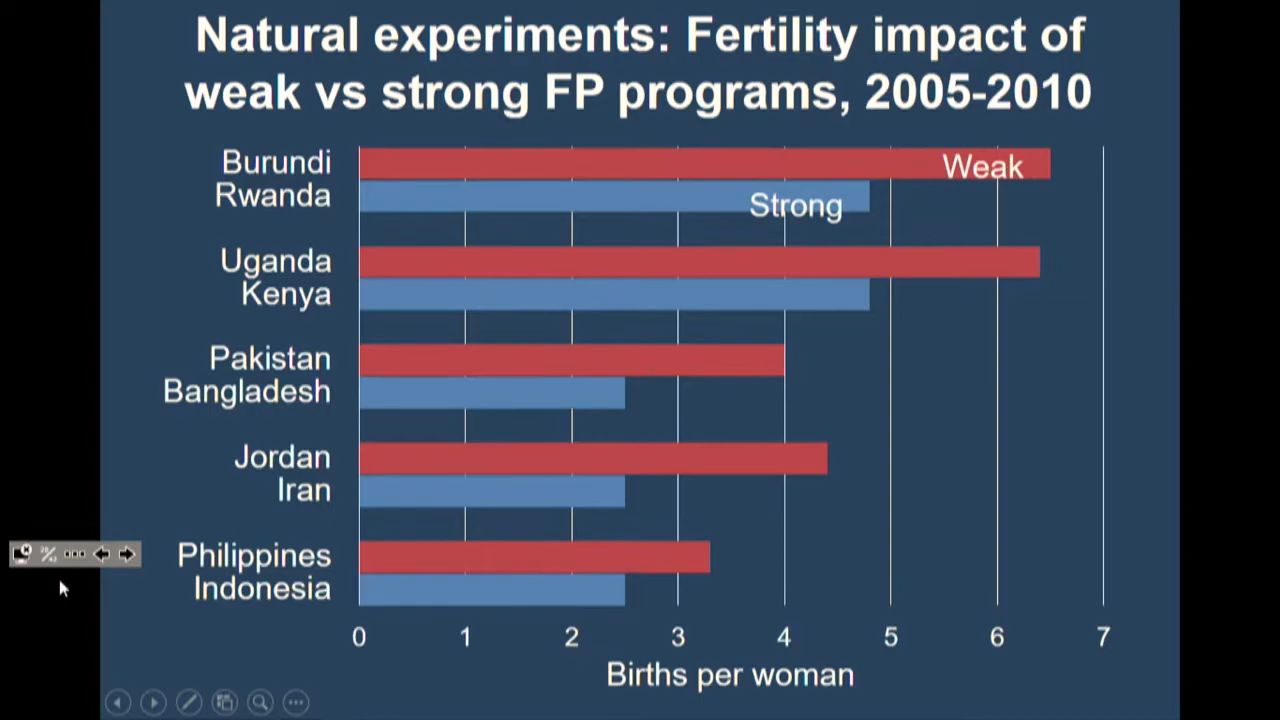 Natural experiments: Fertility impact of
weak vs strong FP programs, 2005-2010
Burundi
Weak
Rwanda
Strong
Uganda
Kenya
Pakistan
Bangladesh
Jordan
Iran
Philippines
Indonesia
0 1 2 3 4 5 6 7
Births per woman